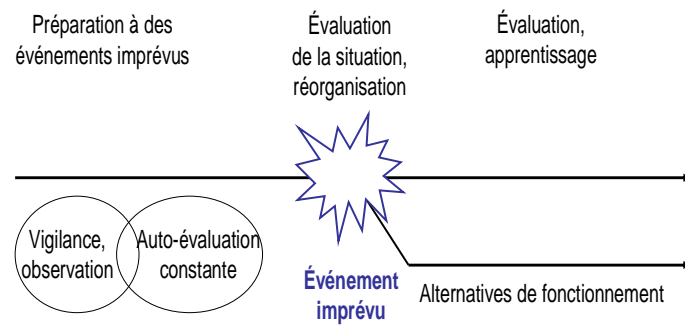 Préparation à des
événements imprévus
Évaluation
de la situation,
réorganisation
Évaluation,
apprentissage
Vigilance,
observation
Auto-évaluation
constante
Événement
imprévu
Alternatives de fonctionnement